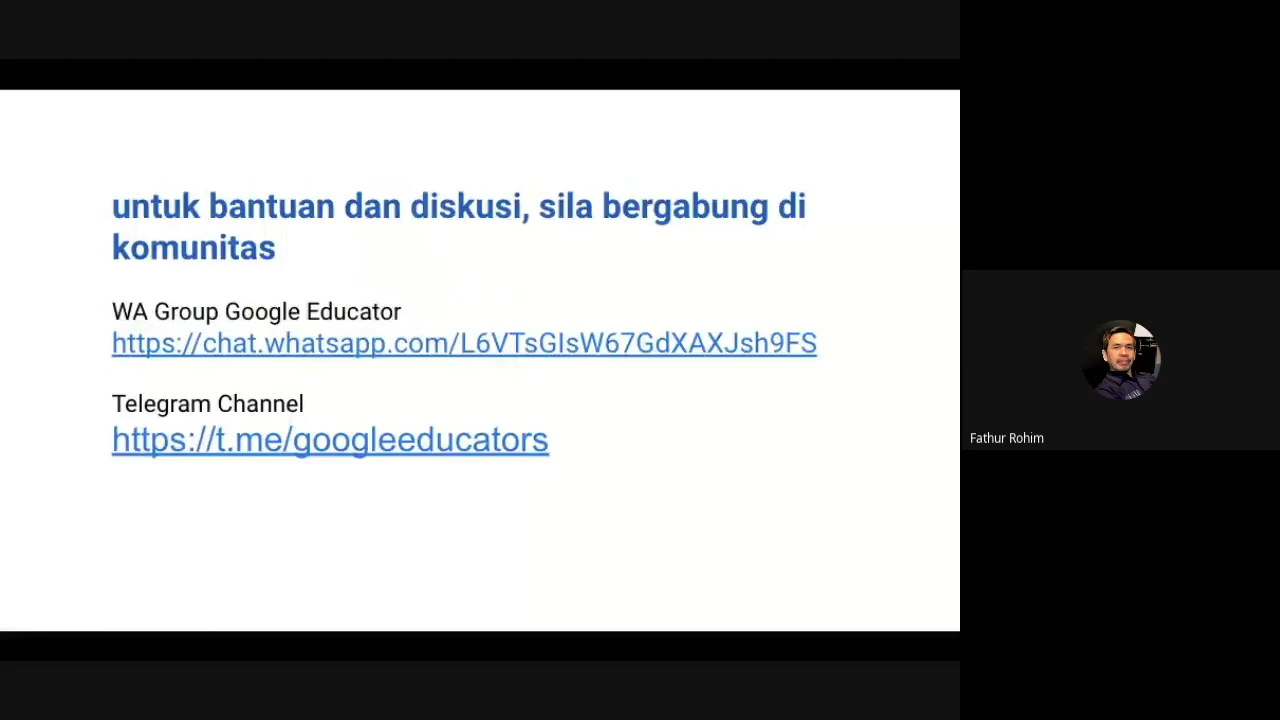 untuk bantuan dan diskusi, sila bergabung di
komunitas
WA Group Google Educator
https://chat.whatsapp.com/L6VTsGIsW67GdXAXJsh9FS
Telegram Channel
https://t.me/googleeducators
Fathur Rohim